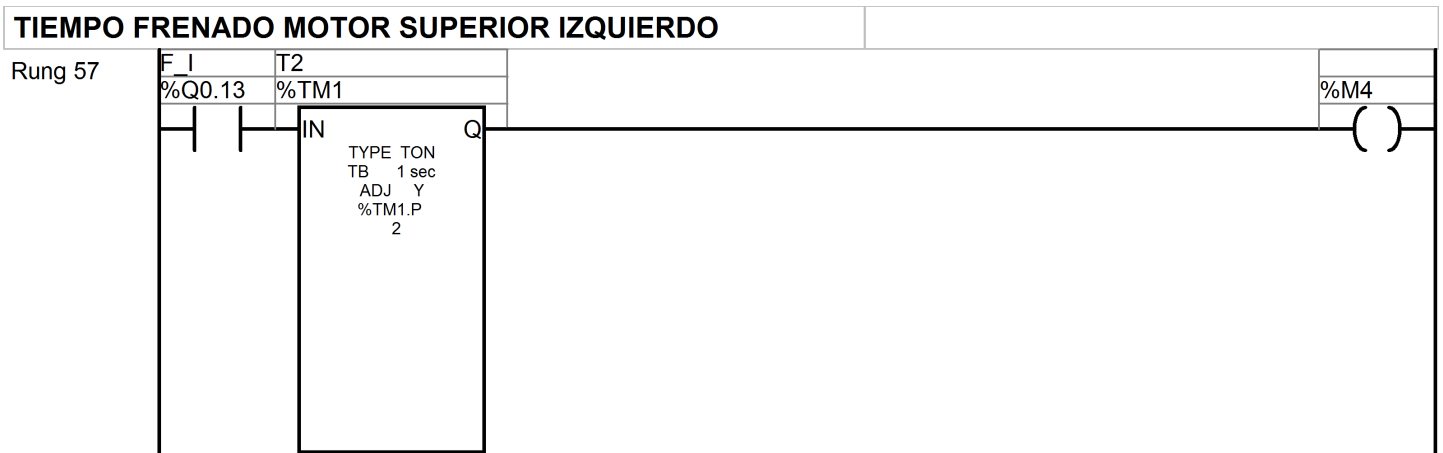 TIEMPO FRENADO MOTOR SUPERIOR IZQUIERDO
Rung 57
F_I T2
%Q0.13 %TM1 %M4
IN Q
TYPE TON
TB 1 sec
ADJ Y
%TM1.P
2